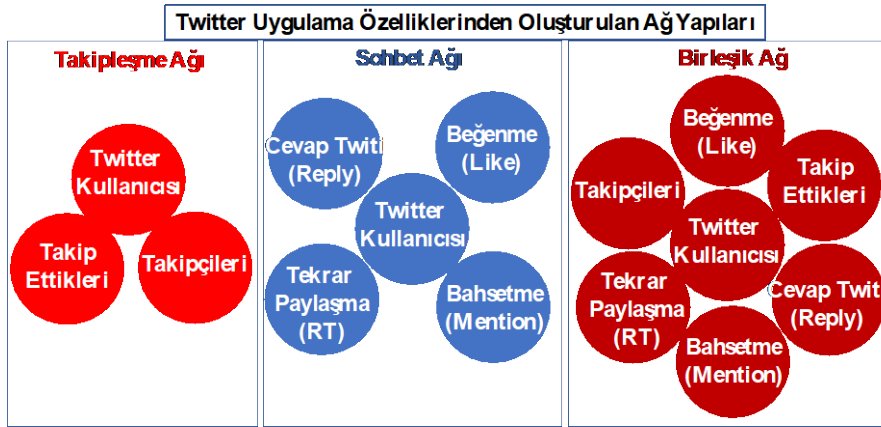 Twitter Uygulama Özelliklerinden Oluşturulan Ağ Yapıları
Takipleşme Ağı
Twitter
Kullanıcısı
Takip
Ettikleri
Takipçileri
Sohbet Ağı
Cevap Twiti
(Reply)
Beğenme
(Like)
Twitter
Kullanıcısı
Tekrar
Paylaşma
(RT)
Bahsetme
(Mention)
Birleşik Ağ
Beğenme
(Like)
Takipçileri
Takip
Ettikleri
Twitter
Kullanıcısı
Tekrar
Paylaşma
(RT)
Cevap Twiti
(Reply)
Bahsetme
(Mention)